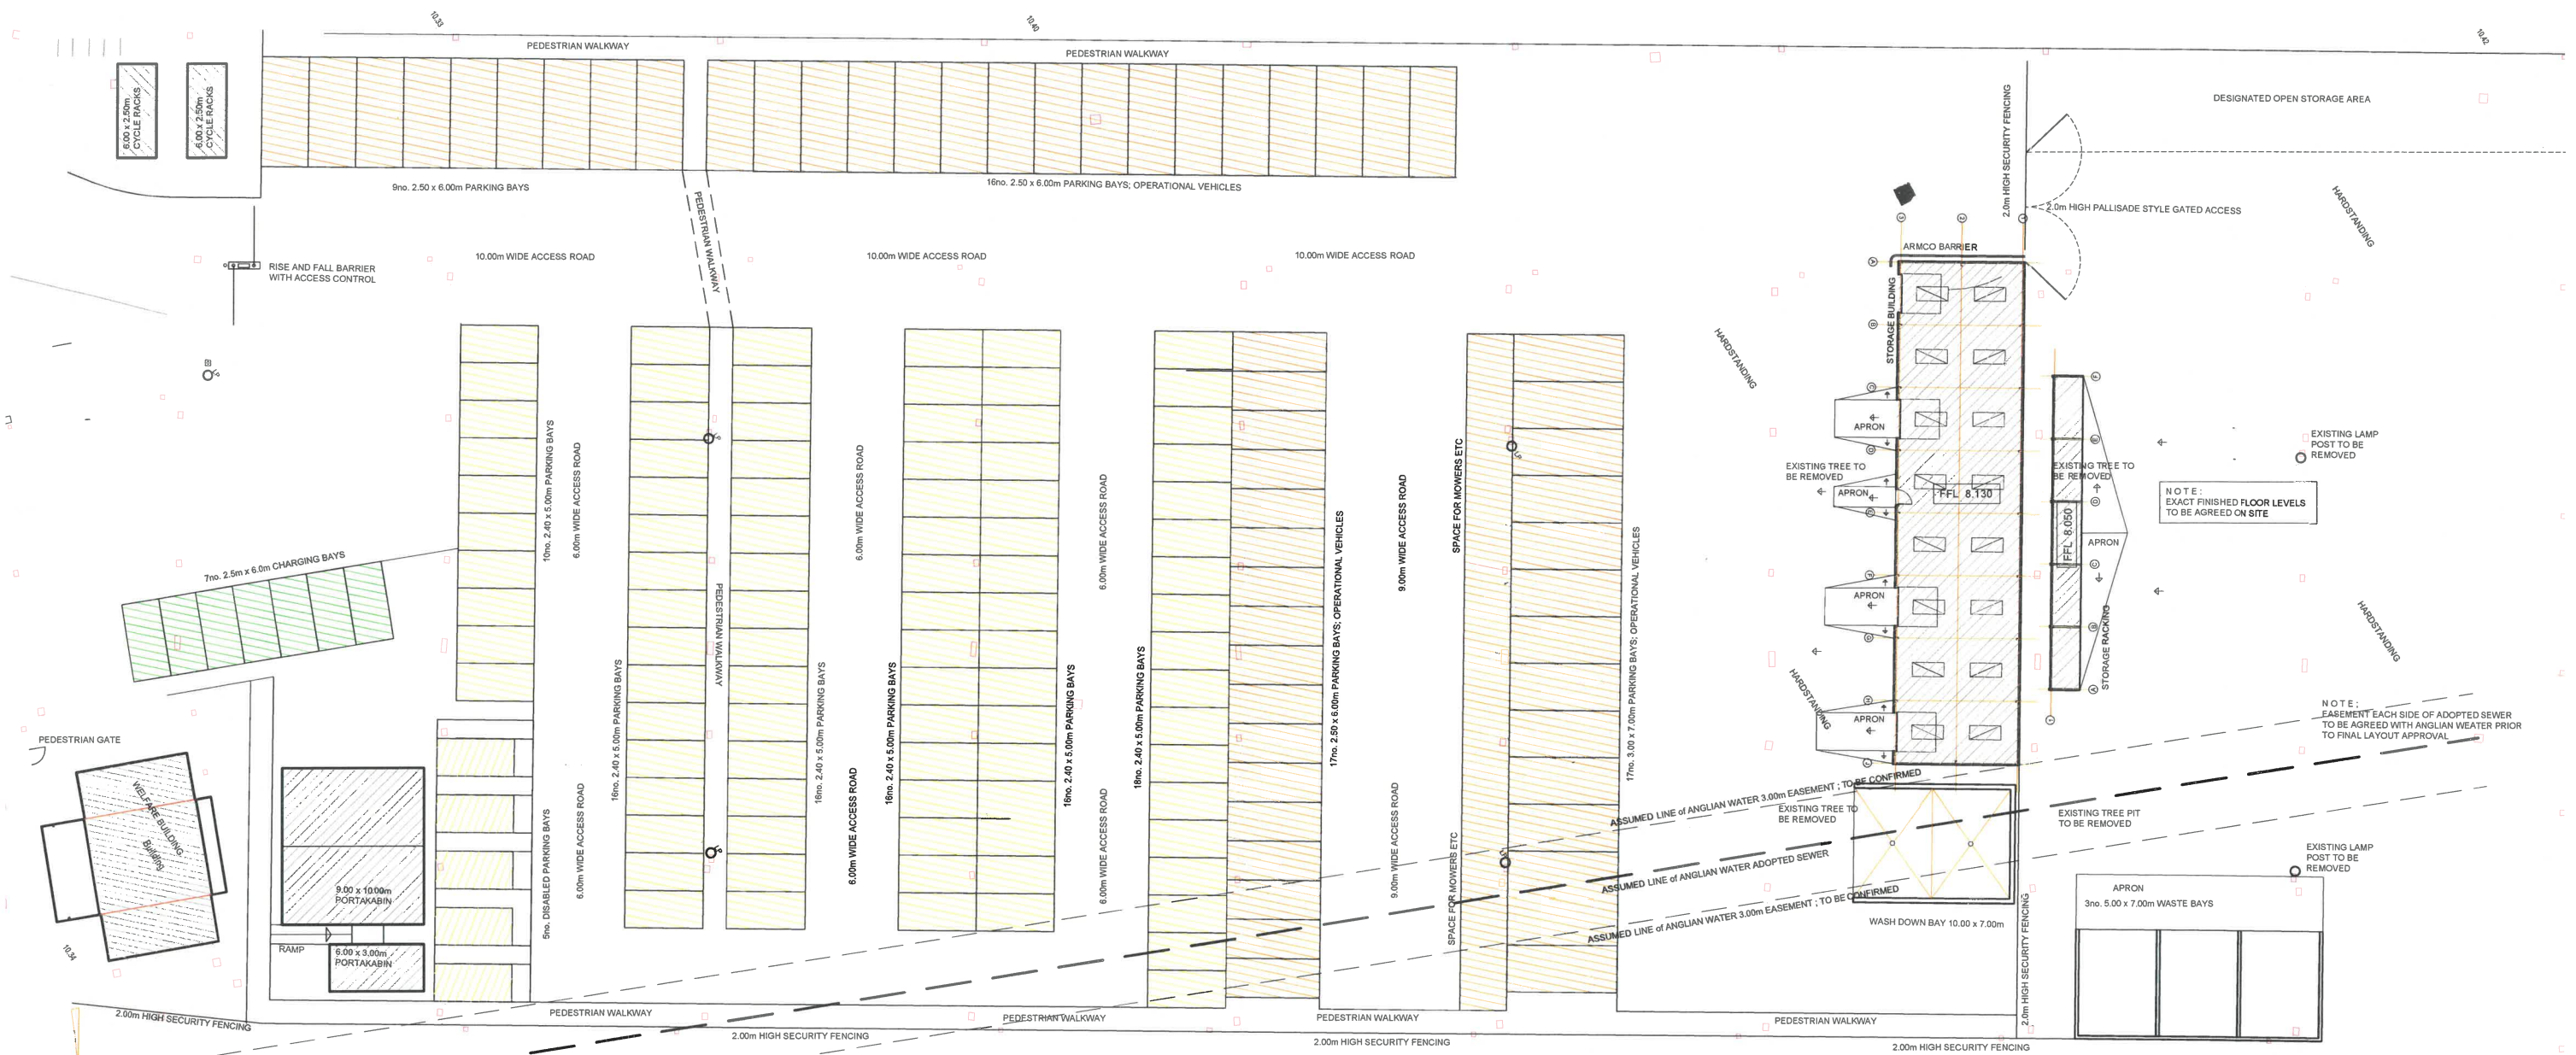 10.33
10.40
10.42
PEDESTRIAN WALKWAY
PEDESTRIAN WALKWAY
6.00 x 2.50m
CYCLE RACKS
6.00 x 2.50m
CYCLE RACKS
DESIGNATED OPEN STORAGE AREA
2.0m HIGH SECURITY FENCING
9no. 2.50 x 6.00m PARKING BAYS
16no. 2.50 x 6.00m PARKING BAYS; OPERATIONAL VEHICLES
PEDESTRIAN WALKWAY
2.0m HIGH PALLISADE STYLE GATED ACCESS
HARDSTANDING
3
2
1
ARMCO BARRIER
10.00m WIDE ACCESS ROAD
10.00m WIDE ACCESS ROAD
10.00m WIDE ACCESS ROAD
RISE AND FALL BARRIER
WITH ACCESS CONTROL
A
B
C
D
E
F
G
H
J
STORAGE BUILDING
HARDSTANDING
LP
10no. 2.40 x 5.00m PARKING BAYS
6.00m WIDE ACCESS ROAD
LP
6.00m WIDE ACCESS ROAD
6.00m WIDE ACCESS ROAD
9.00m WIDE ACCESS ROAD
SPACE FOR MOWERS ETC
LP
APRON
EXISTING TREE TO
BE REMOVED
APRON
FFL 8.130
EXISTING TREE TO
BE REMOVED
F
E
D
C
B
A
1
FFL 8.050
APRON
STORAGE RACKING
EXISTING LAMP
POST TO BE
REMOVED
NOTE:
EXACT FINISHED FLOOR LEVELS
TO BE AGREED ON SITE
7no. 2.5m x 6.0m CHARGING BAYS
16no. 2.40 x 5.00m PARKING BAYS
PEDESTRIAN WALKWAY
16no. 2.40 x 5.00m PARKING BAYS
16no. 2.40 x 5.00m PARKING BAYS
16no. 2.40 x 5.00m PARKING BAYS
18no. 2.40 x 5.00m PARKING BAYS
17no. 2.50 x 6.00m PARKING BAYS; OPERATIONAL VEHICLES
17no. 3.00 x 7.00m PARKING BAYS; OPERATIONAL VEHICLES
APRON
HARDSTANDING
HARDSTANDING
APRON
NOTE;
EASEMENT EACH SIDE OF ADOPTED SEWER
TO BE AGREED WITH ANGLIAN WEATER PRIOR
TO FINAL LAYOUT APPROVAL
PEDESTRIAN GATE
WELFARE BUILDING
Building
10.34
9.00 x 10.00m
PORTAKABIN
RAMP
6.00 x 3.00m
PORTAKABIN
5no. DISABLED PARKING BAYS
6.00m WIDE ACCESS ROAD
LP
6.00m WIDE ACCESS ROAD
6.00m WIDE ACCESS ROAD
9.00m WIDE ACCESS ROAD
SPACE FOR MOWERS ETC
LP
ASSUMED LINE of ANGLIAN WATER 3.00m EASEMENT ; TO BE CONFIRMED
EXISTING TREE TO
BE REMOVED
ASSUMED LINE of ANGLIAN WATER ADOPTED SEWER
ASSUMED LINE of ANGLIAN WATER 3.00m EASEMENT ; TO BE CONFIRMED
EXISTING TREE PIT
TO BE REMOVED
WASH DOWN BAY 10.00 x 7.00m
2.0m HIGH SECURITY FENCING
EXISTING LAMP
POST TO BE
REMOVED
APRON
3no. 5.00 x 7.00m WASTE BAYS
2.00m HIGH SECURITY FENCING
PEDESTRIAN WALKWAY
PEDESTRIAN WALKWAY
PEDESTRIAN WALKWAY
PEDESTRIAN WALKWAY
2.00m HIGH SECURITY FENCING
2.00m HIGH SECURITY FENCING
2.00m HIGH SECURITY FENCING